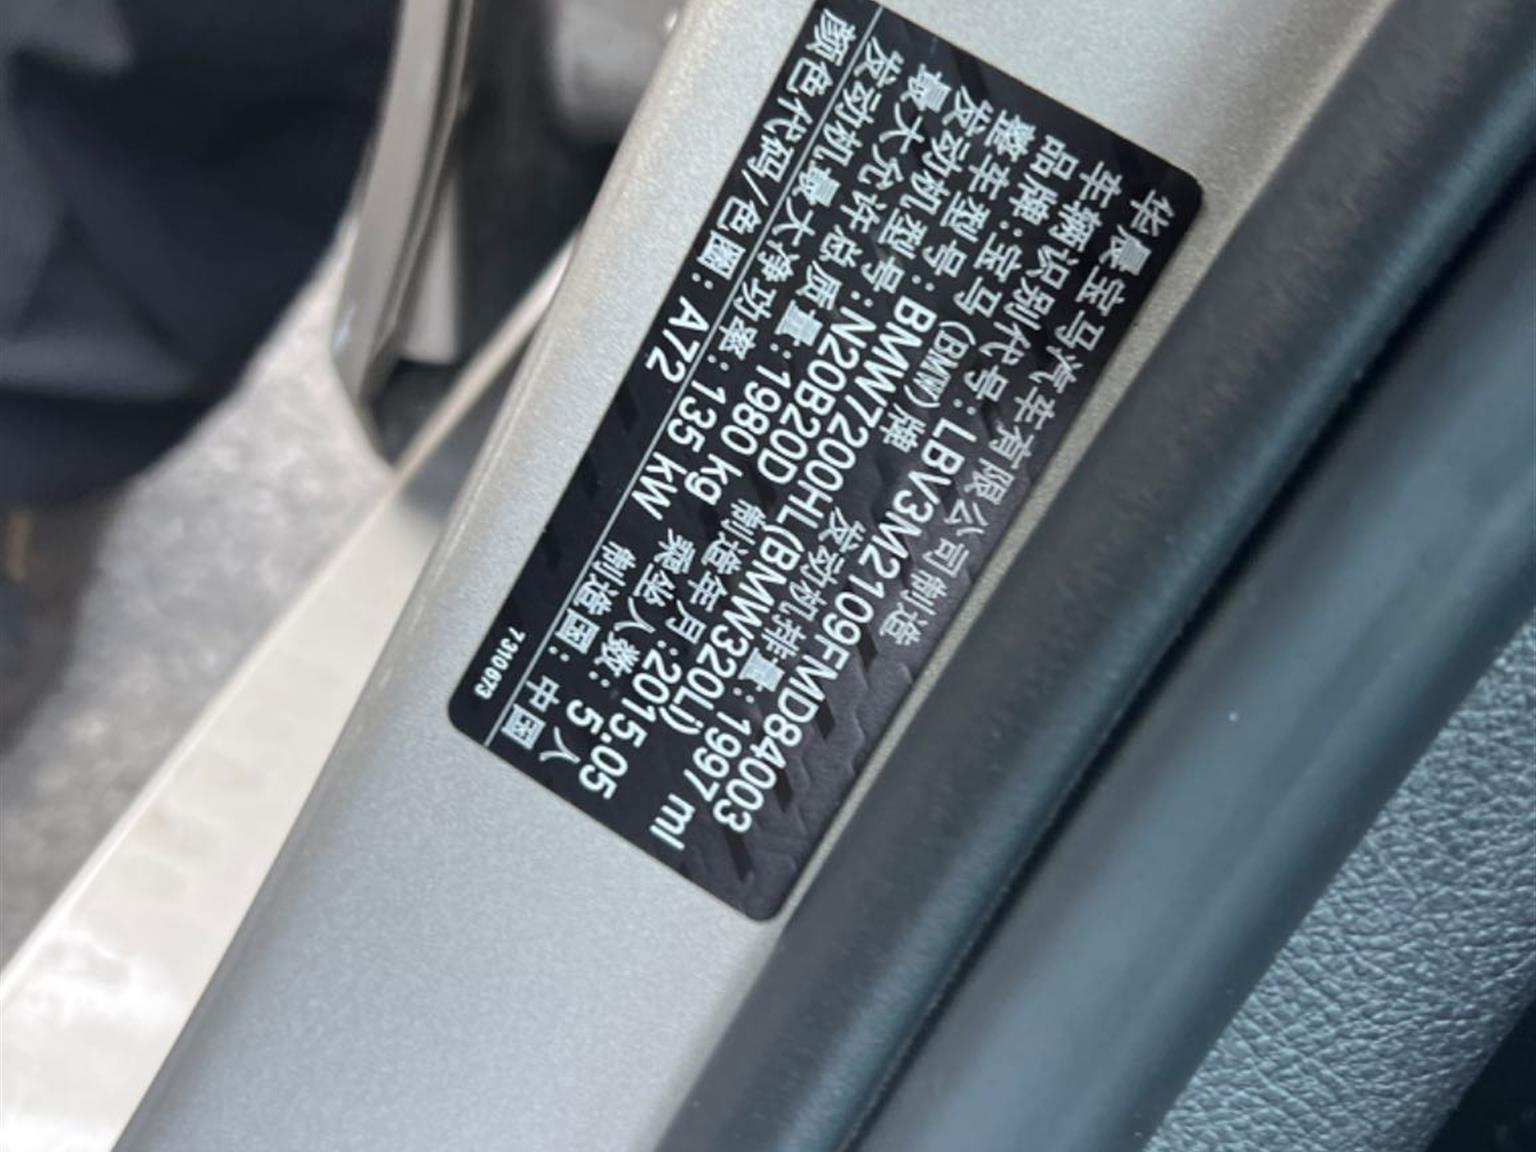 华晨宝马汽车有限公司制造
车辆识别代号：LBV3M2109FMD84003
品牌：宝马（BMW）牌 发动机排量：1997 ml
整车型号：BMW7200HL(BMW320Li)
发动机型号：N20B20D 制造年月：2015.05
最大允许总质量：1980 kg 乘坐人数： 5 人
发动机最大净功率：135 kW 制造国： 中国
颜色代码/色圈：A72
7 310 673